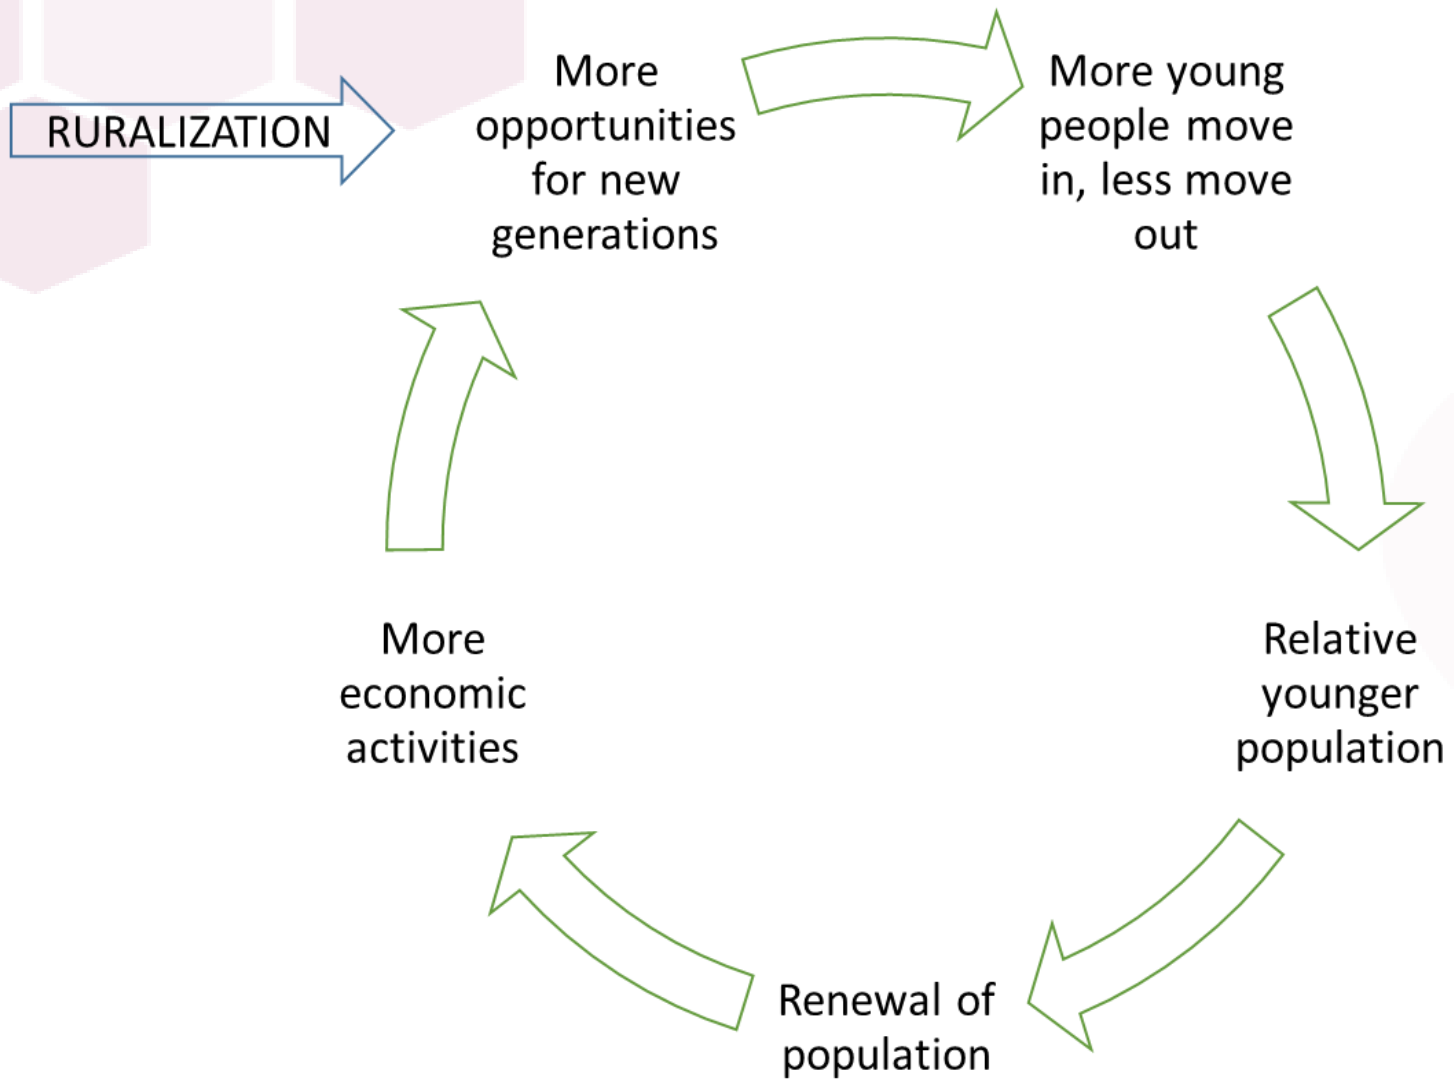 RURALIZATION
More
opportunities
for new
generations
More young
people move
in, less move
out
Relative
younger
population
Renewal of
population
More
economic
activities